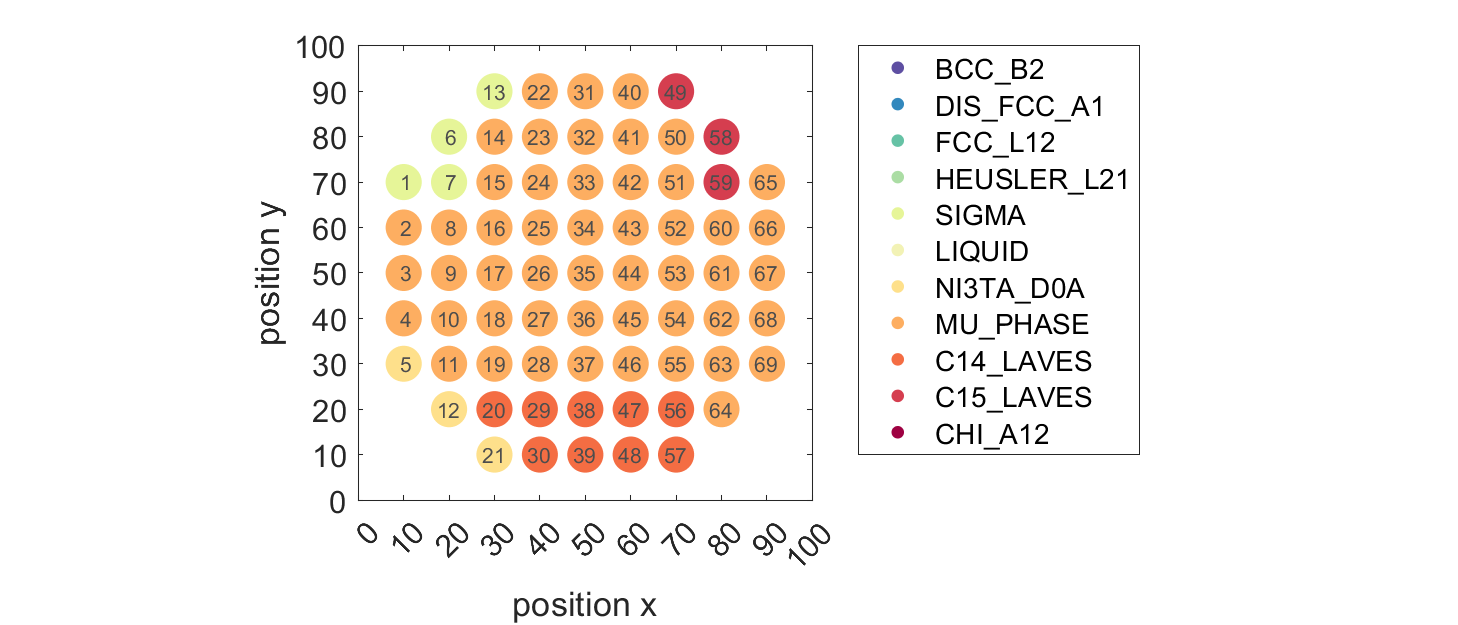 100
90
80
70
60
50
40
30
20
10
0
position y
13 22 31 40 49
6 14 23 32 41 50 58
1 7 15 24 33 42 51 59 65
2 8 16 25 34 43 52 60 66
3 9 17 26 35 44 53 61 67
4 10 18 27 36 45 54 62 68
5 11 19 28 37 46 55 63 69
12 20 29 38 47 56 64
21 30 39 48 57
0 10 20 30 40 50 60 70 80 90 100
position x
BCC_B2
DIS_FCC_A1
FCC_L12
HEUSLER_L21
SIGMA
LIQUID
NI3TA_D0A
MU_PHASE
C14_LAVES
C15_LAVES
CHI_A12